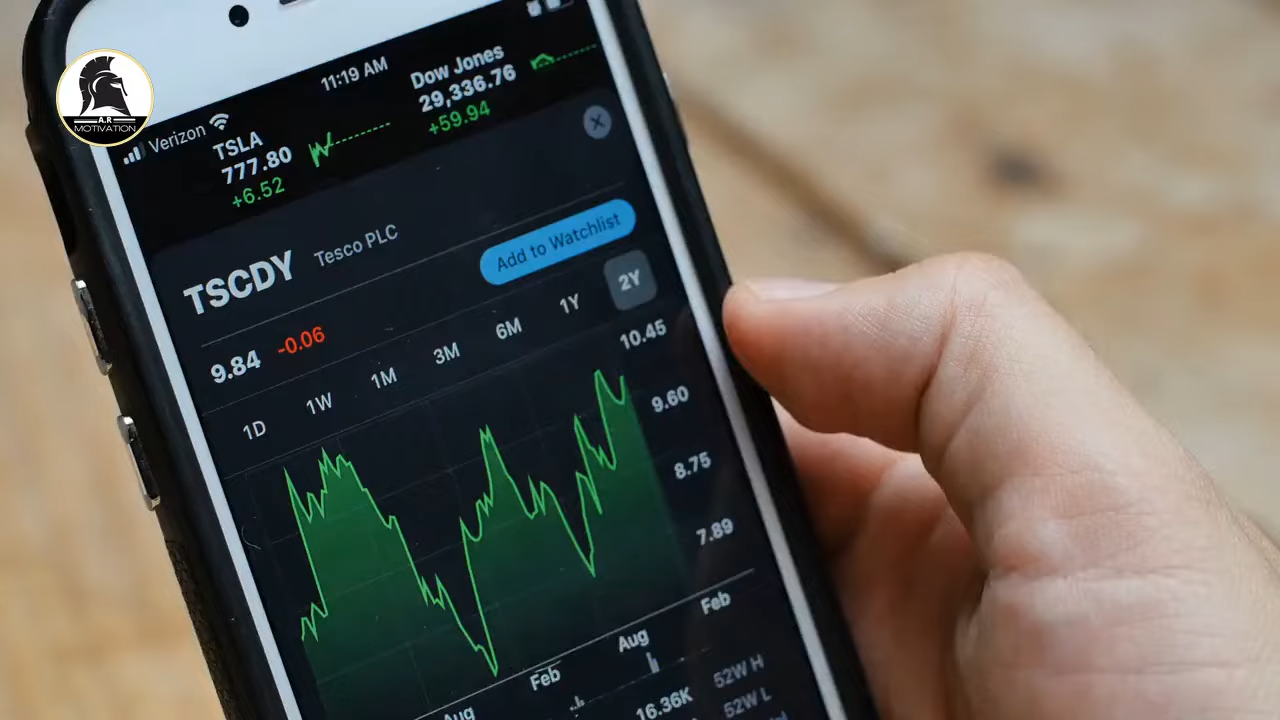 A.R
MOTIVATION
Verizon
11:19 AM
TSLA
777.80
+6.52
Dow Jones
29,336.76
+59.94
TSCDY Tesco PLC
Add to Watchlist
9.84 -0.06
1D 1W 1M 3M 6M 1Y 2Y
10.45
9.60
8.75
7.89
Aug Feb Aug Feb
16.36K
52W H
52W L